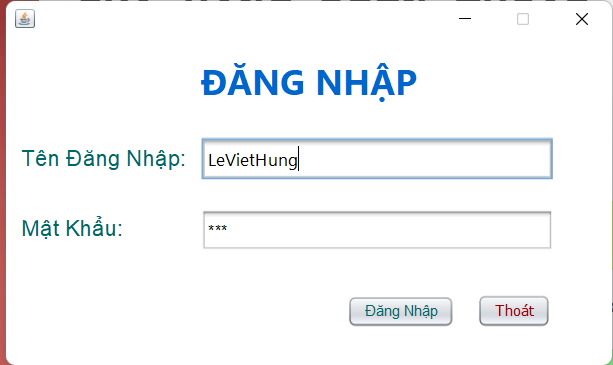 ĐĂNG NHẬP
Tên Đăng Nhập: LeVietHung
Mật Khẩu: ***
Đăng Nhập Thoát